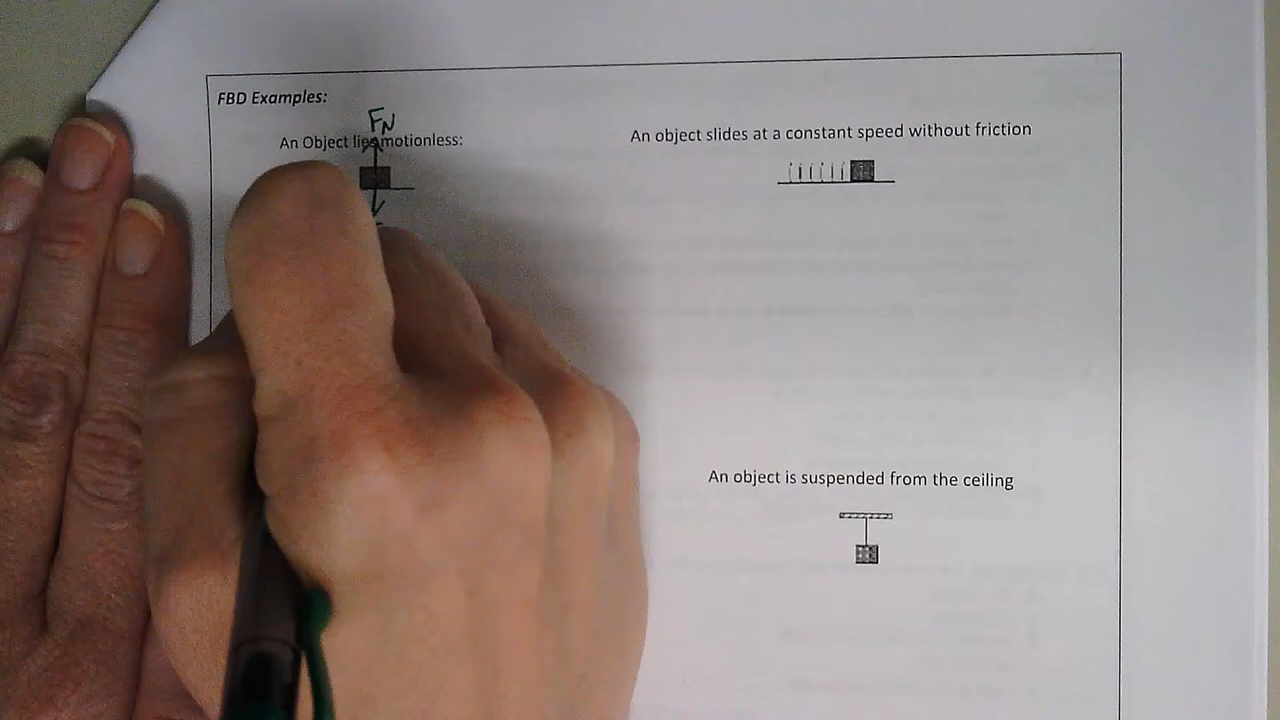 FBD Examples:
FN
An Object lies motionless:
An object slides at a constant speed without friction
An object is suspended from the ceiling